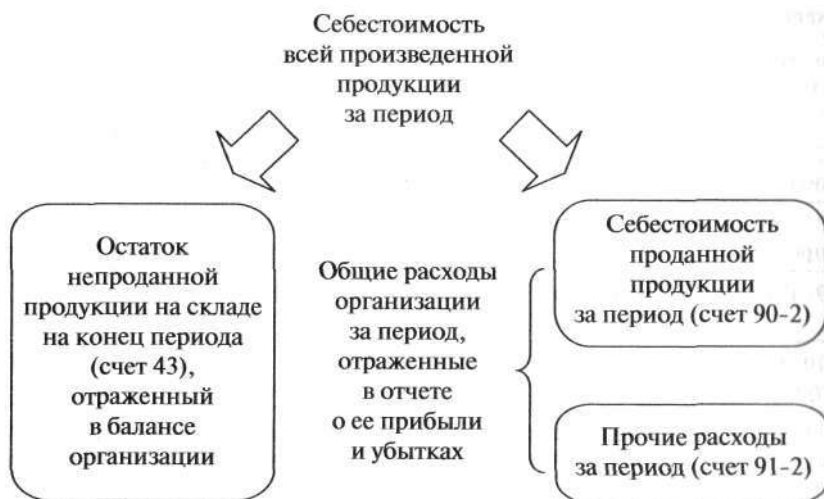 Себестоимость
всей произведенной
продукции
за период
Остаток
непроданной
продукции на складе
на конец периода
(счет 43),
отраженный
в балансе
организации
Общие расходы
организации
за период,
отраженные
в отчете
о ее прибыли
и убытках
Себестоимость
проданной
продукции
за период (счет 90-2)
Прочие расходы
за период (счет 91-2)